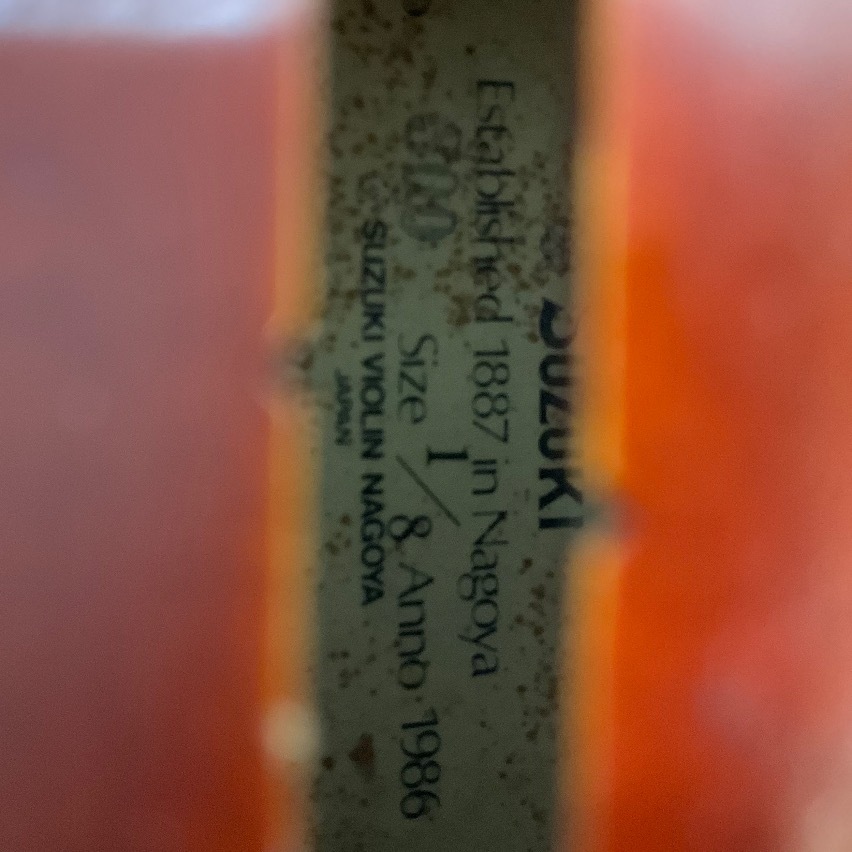 SUZUKI
Established 1887 in Nagoya
Size 1/8 Anno 1986
SUZUKI VIOLIN NAGOYA
JAPAN